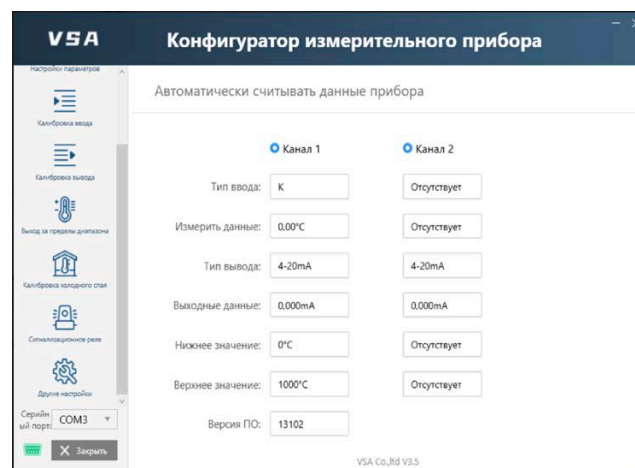 VSA
Конфигуратор измерительного прибора
Настройки параметров
Калибровка ввода
Калибровка вывода
Выход за пределы диапазона
Калибровка холодного спая
Сигнализационное реле
Другие настройки
Серийн
ый порт:
COM3
Закрыть
Автоматически считывать данные прибора
Канал 1 Канал 2
Тип ввода: K Отсутствует
Измерить данные: 0,00°C Отсутствует
Тип вывода: 4-20mA 4-20mA
Выходные данные: 0,000mA 0,000mA
Нижнее значение: 0°C Отсутствует
Верхнее значение: 1000°C Отсутствует
Версия ПО: 13102
VSA Co,ltd V3.5